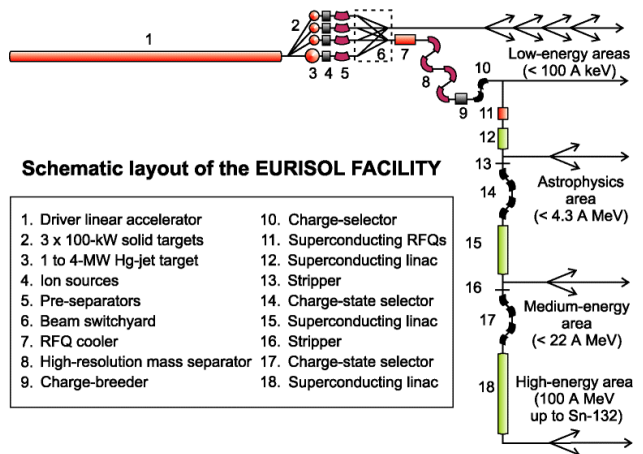 1
2
3 4 5
6
7
8
9
10
Low-energy areas
(< 100 A keV)
11
12
13
14
Astrophysics
area
(< 4.3 A MeV)
15
16
17
Medium-energy
area
(< 22 A MeV)
18
High-energy area
(100 A MeV
up to Sn-132)
Schematic layout of the EURISOL FACILITY
1. Driver linear accelerator
2. 3 x 100-kW solid targets
3. 1 to 4-MW Hg-jet target
4. Ion sources
5. Pre-separators
6. Beam switchyard
7. RFQ cooler
8. High-resolution mass separator
9. Charge-breeder
10. Charge-selector
11. Superconducting RFQs
12. Superconducting linac
13. Stripper
14. Charge-state selector
15. Superconducting linac
16. Stripper
17. Charge-state selector
18. Superconducting linac